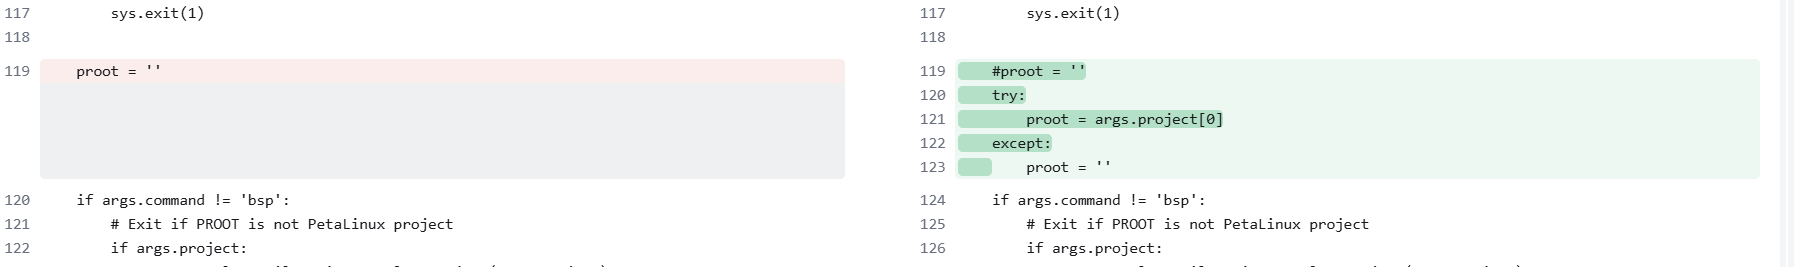 117         sys.exit(1)
118
119     proot = ''
120     if args.command != 'bsp':
121         # Exit if PROOT is not PetaLinux project
122         if args.project:
117         sys.exit(1)
118
119     #proot = ''
120     try:
121         proot = args.project[0]
122     except:
123         proot = ''
124     if args.command != 'bsp':
125         # Exit if PROOT is not PetaLinux project
126         if args.project: